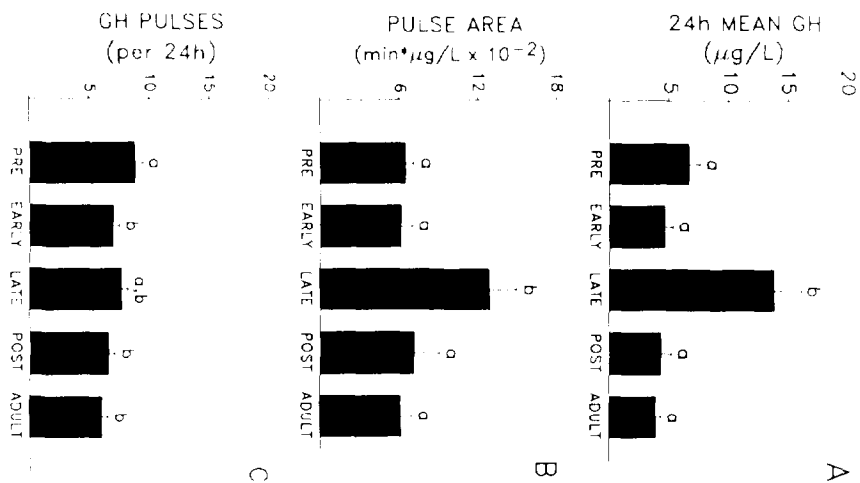 A
24h MEAN GH
(μg/L)
20
15
10
5
a a b a a
PRE EARLY LATE POST ADULT
B
PULSE AREA
(min*μg/L x 10-2)
18
12
6
a a b a a
PRE EARLY LATE POST ADULT
C
GH PULSES
(per 24h)
20
15
10
5
a b a,b b b
PRE EARLY LATE POST ADULT